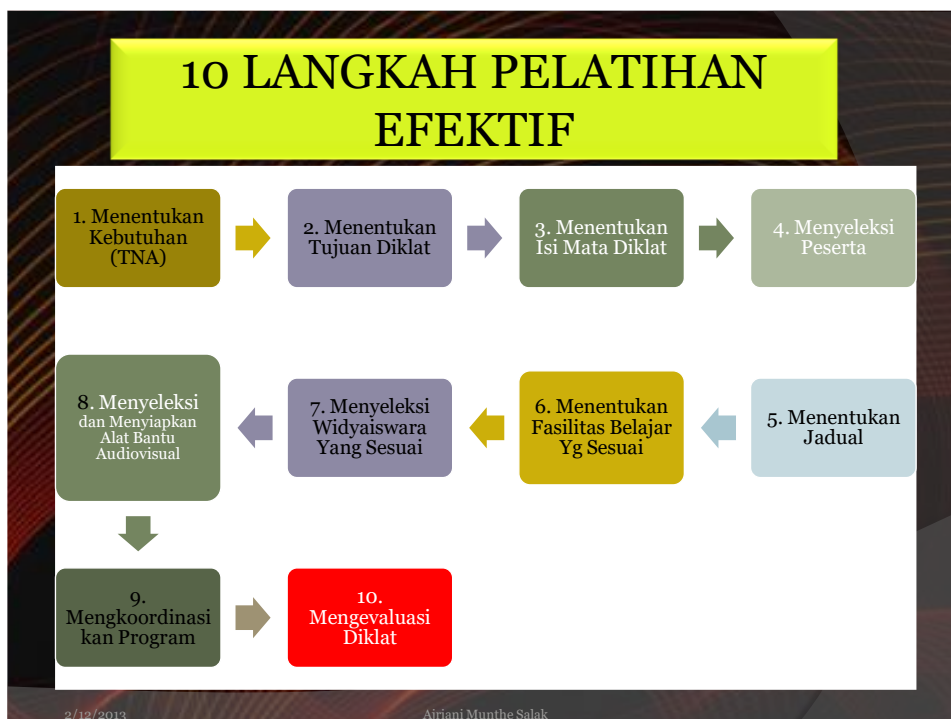 10 LANGKAH PELATIHAN
EFEKTIF
1. Menentukan
Kebutuhan
(TNA)
2. Menentukan
Tujuan Diklat
3. Menentukan
Isi Mata Diklat
4. Menyeleksi
Peserta
5. Menentukan
Jadual
6. Menentukan
Fasilitas Belajar
Yg Sesuai
7. Menyeleksi
Widyaiswara
Yang Sesuai
8. Menyeleksi
dan Menyiapkan
Alat Bantu
Audiovisual
9.
Mengkoordinasi
kan Program
10.
Mengevaluasi
Diklat
2/12/2013
Airiani Munthe Salak